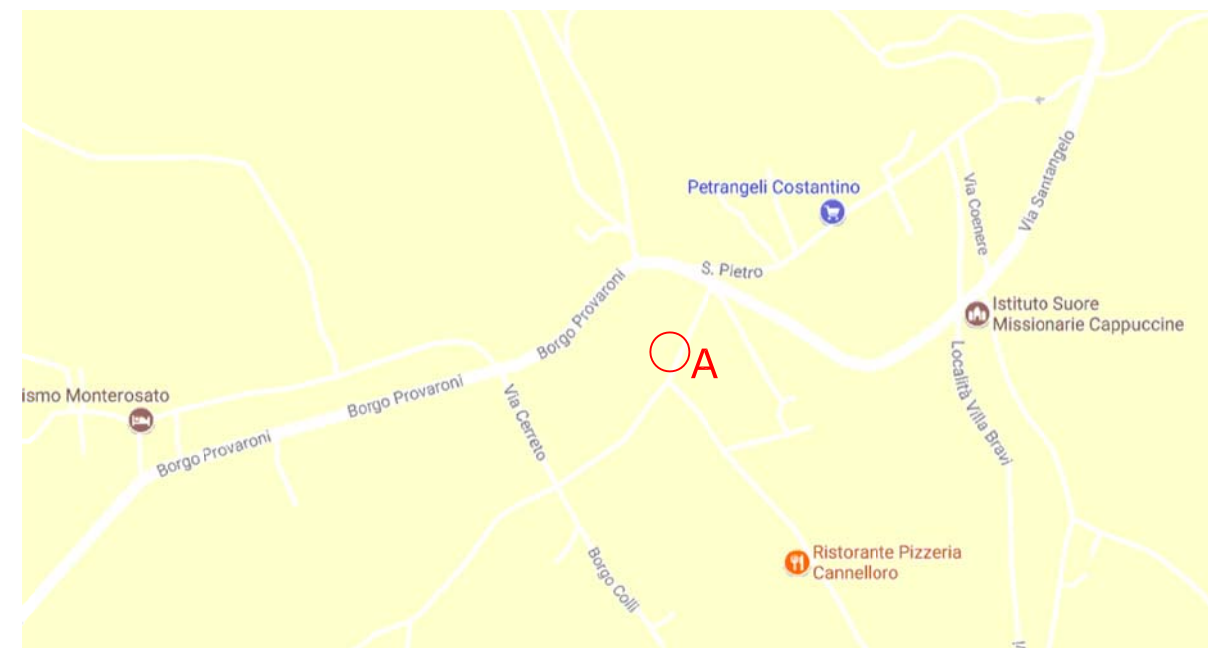 Petrangeli Costantino
Via Coenere
Via Santangelo
S. Pietro
Borgo Provaroni
Istituto Suore
Missionarie Cappuccine
A
Località Villa Bravi
ismo Monterosato
Borgo Provaroni
Via Cerreto
Borgo Provaroni
Ristorante Pizzeria
Cannelloro
Borgo Colli